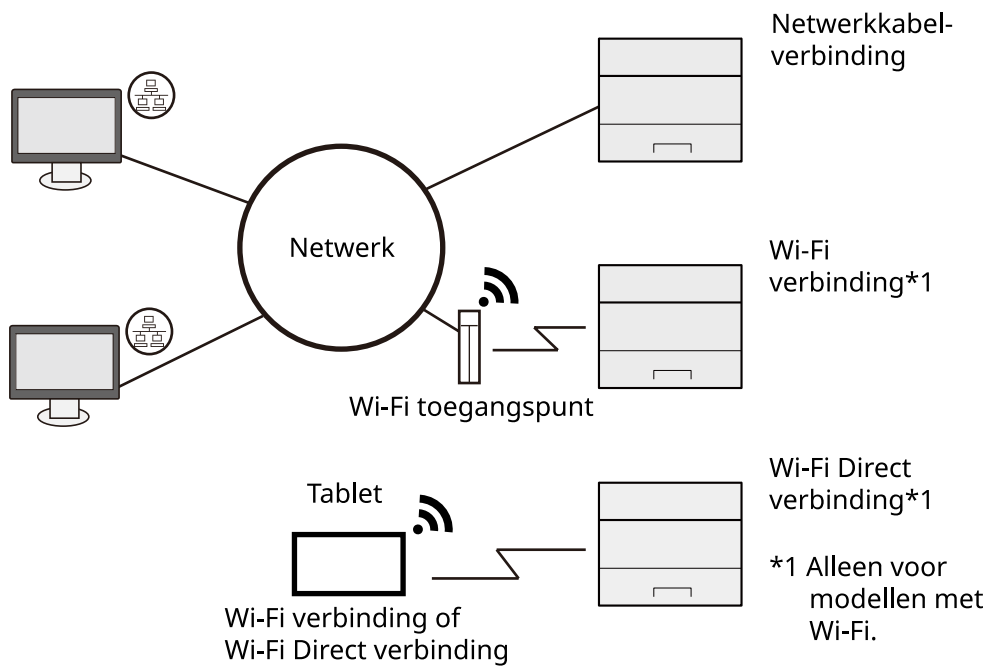 Netwerkkabel-
verbinding
Netwerk
Wi-Fi
verbinding*1
Wi-Fi toegangspunt
Wi-Fi Direct
verbinding*1
Tablet
*1 Alleen voor
modellen met
Wi-Fi.
Wi-Fi verbinding of
Wi-Fi Direct verbinding